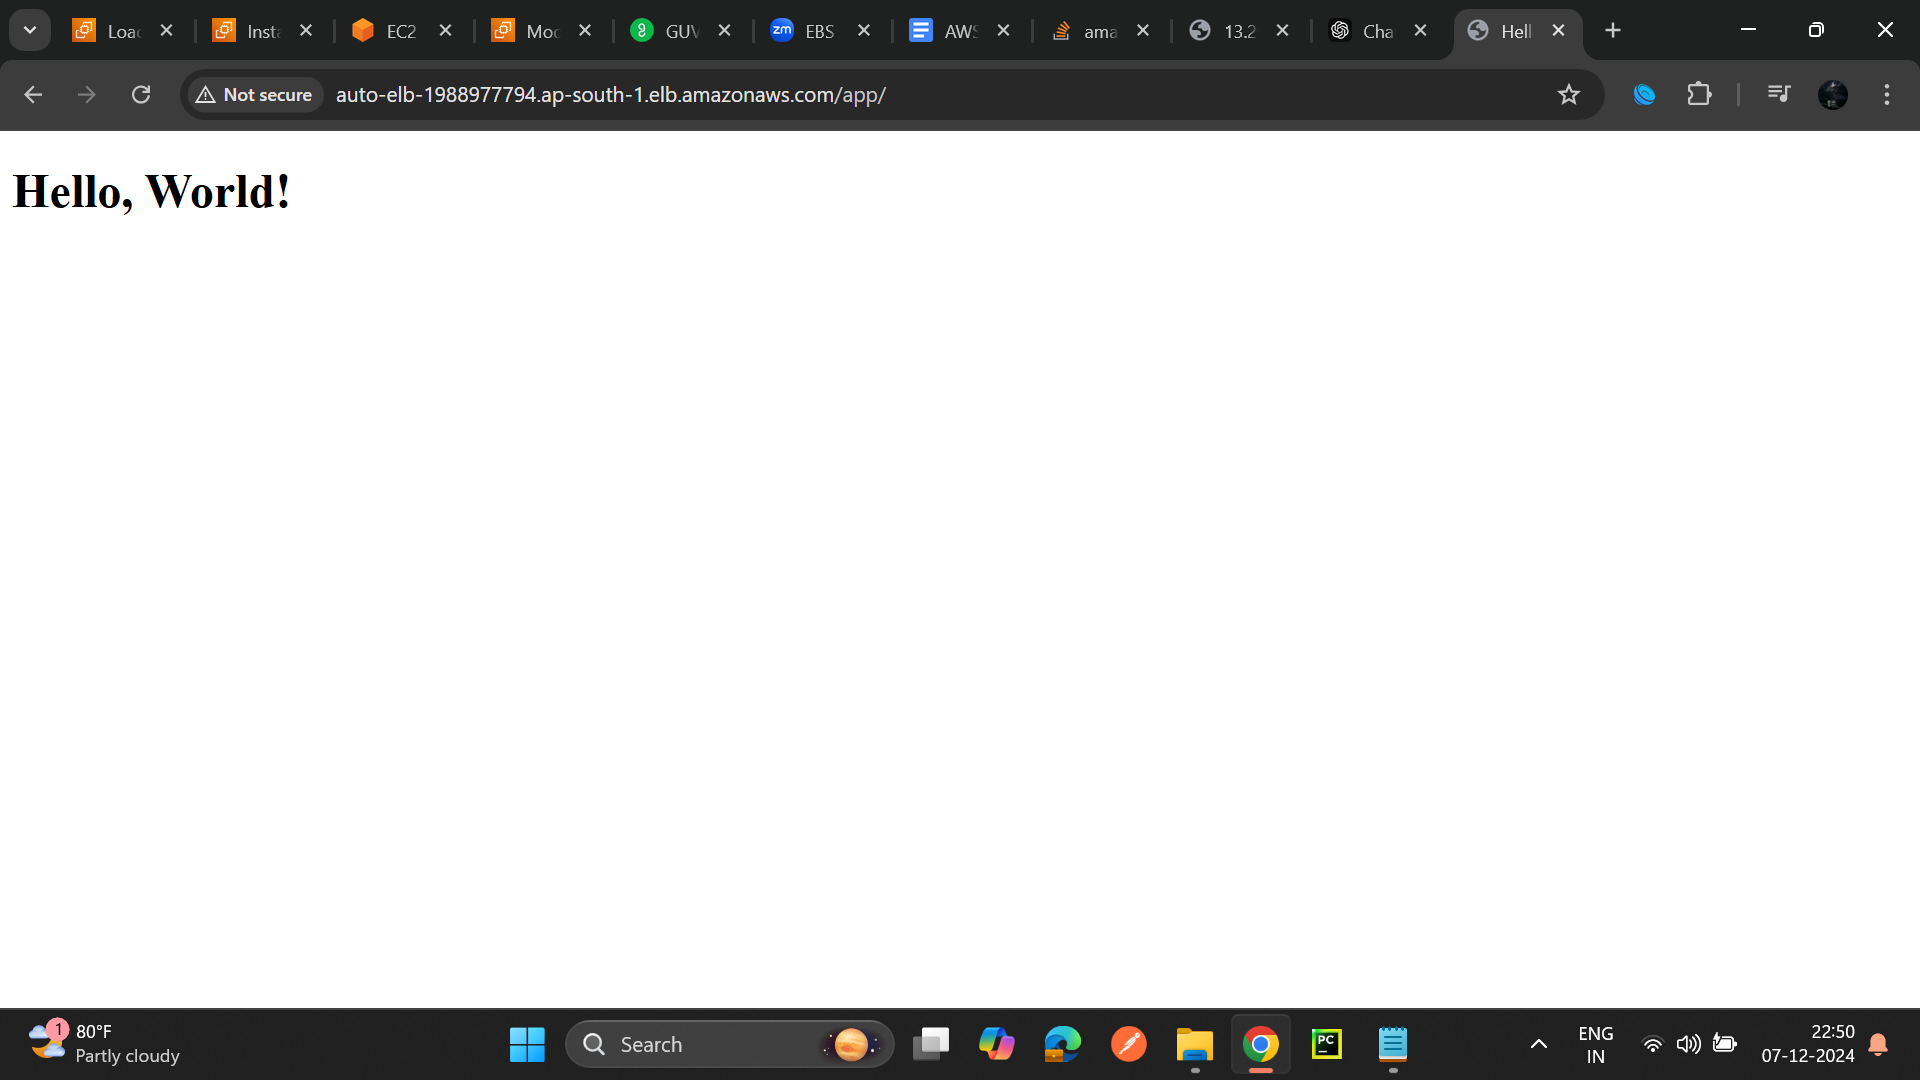 Loa
Insta
EC2
Moc
GUV
EBS
AWS
ama
13.2
Cha
Hell
Not secure
auto-elb-1988977794.ap-south-1.elb.amazonaws.com/app/
Hello, World!
1
80°F
Partly cloudy
Search
ENG
IN
22:50
07-12-2024
zm
PC